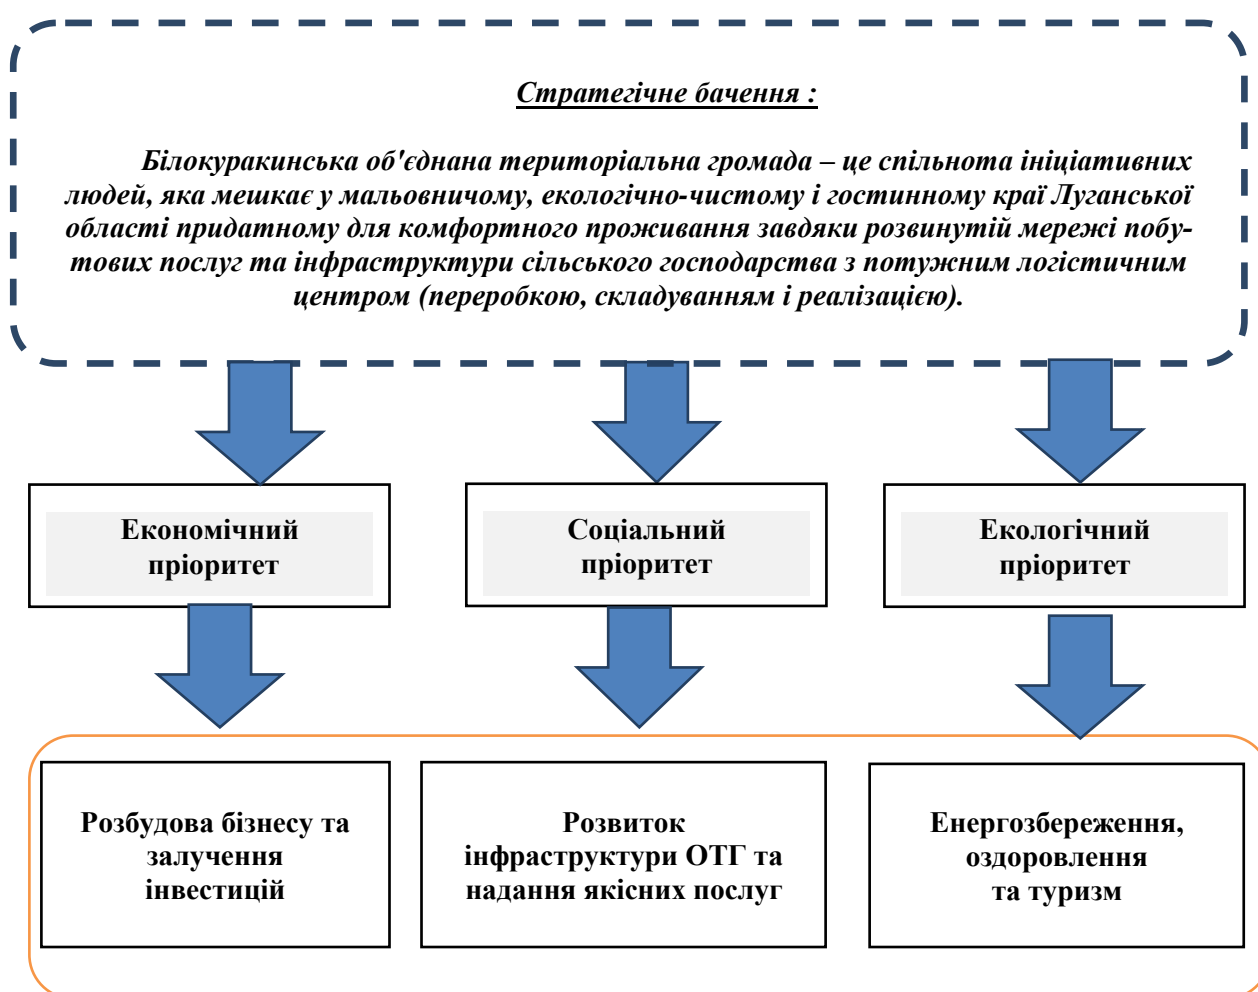 Стратегічне бачення :
Білокуракинська об'єднана територіальна громада – це спільнота ініціативних
людей, яка мешкає у мальовничому, екологічно-чистому і гостинному краї Луганської
області придатному для комфортного проживання завдяки розвинутій мережі побу-
тових послуг та інфраструктури сільського господарства з потужним логістичним
центром (переробкою, складуванням і реалізацією).
Економічний
пріоритет
Соціальний
пріоритет
Екологічний
пріоритет
Розбудова бізнесу та
залучення
інвестицій
Розвиток
інфраструктури ОТГ та
надання якісних послуг
Енергозбереження,
оздоровлення
та туризм